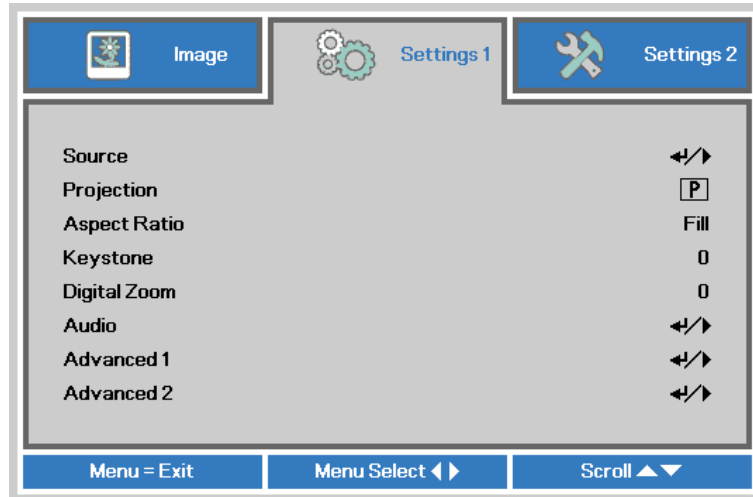 Image Settings 1 Settings 2
Source
Projection P
Aspect Ratio Fill
Keystone 0
Digital Zoom 0
Audio
Advanced 1
Advanced 2
Menu = Exit Menu Select Scroll